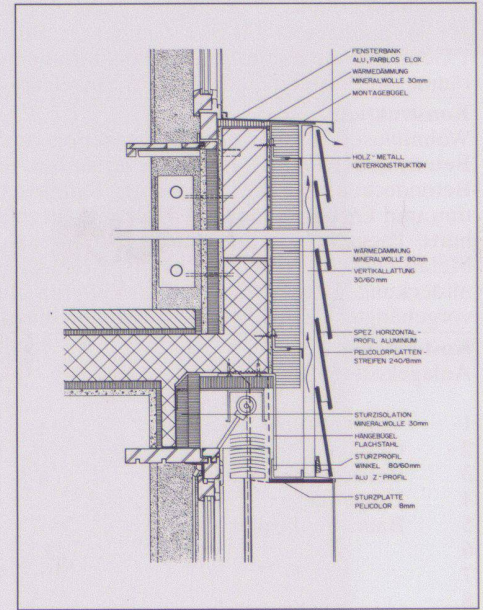 FENSTERBANK
ALU, FARBLOS ELOX.
WÄRMEDÄMMUNG
MINERALWOLLE 30mm
MONTAGEBÜGEL
HOLZ-METALL
UNTERKONSTRUKTION
WÄRMEDÄMMUNG
MINERALWOLLE 80mm
VERTIKALLATTUNG
30/60mm
SPEZ. HORIZONTAL-
PROFIL ALUMINIUM
PELICOLORPLATTEN-
STREIFEN 240/8mm
STURZISOLATION
MINERALWOLLE 30mm
HÄNGEBÜGEL
FLACHSTAHL
STURZPROFIL
WINKEL 80/60mm
ALU Z-PROFIL
STURZPLATTE
PELICOLOR 8mm